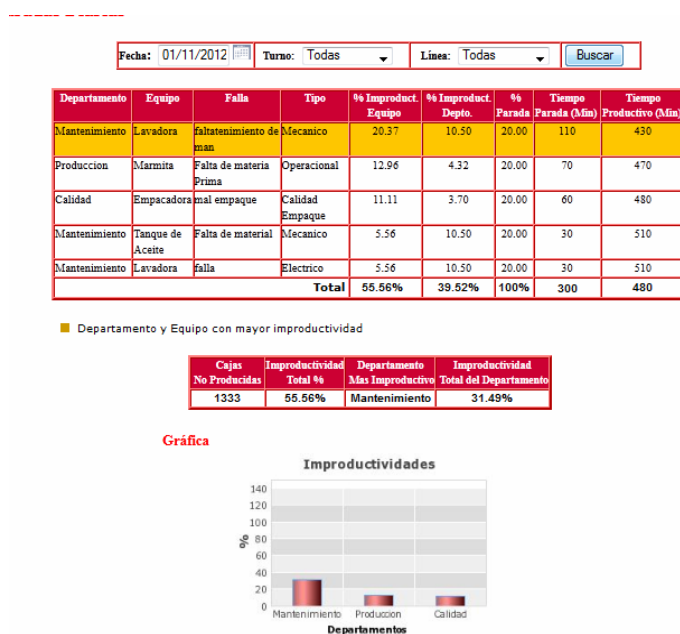 Fecha: 01/11/2012 Turno: Todas Línea: Todas Buscar
Departamento Equipo Falla Tipo % Improduct. Equipo % Improduct. Depto. % Parada Tiempo Parada (Min) Tiempo Productivo (Min)
Mantenimiento Lavadora faltatenimiento de man Mecanico 20.37 10.50 20.00 110 430
Produccion Marmita Falta de materia Prima Operacional 12.96 4.32 20.00 70 470
Calidad Empacadora mal empaque Calidad Empaque 11.11 3.70 20.00 60 480
Mantenimiento Tanque de Aceite Falta de material Mecanico 5.56 10.50 20.00 30 510
Mantenimiento Lavadora falla Electrico 5.56 10.50 20.00 30 510
Total 55.56% 39.52% 100% 300 480
Departamento y Equipo con mayor improductividad
Cajas No Producidas Improductividad Total % Departamento Mas Improductivo Improductividad Total del Departamento
1333 55.56% Mantenimiento 31.49%
Gráfica
Improductividades
140
120
100
80
60
40
20
0
%
Mantenimiento Produccion Calidad
Departamentos